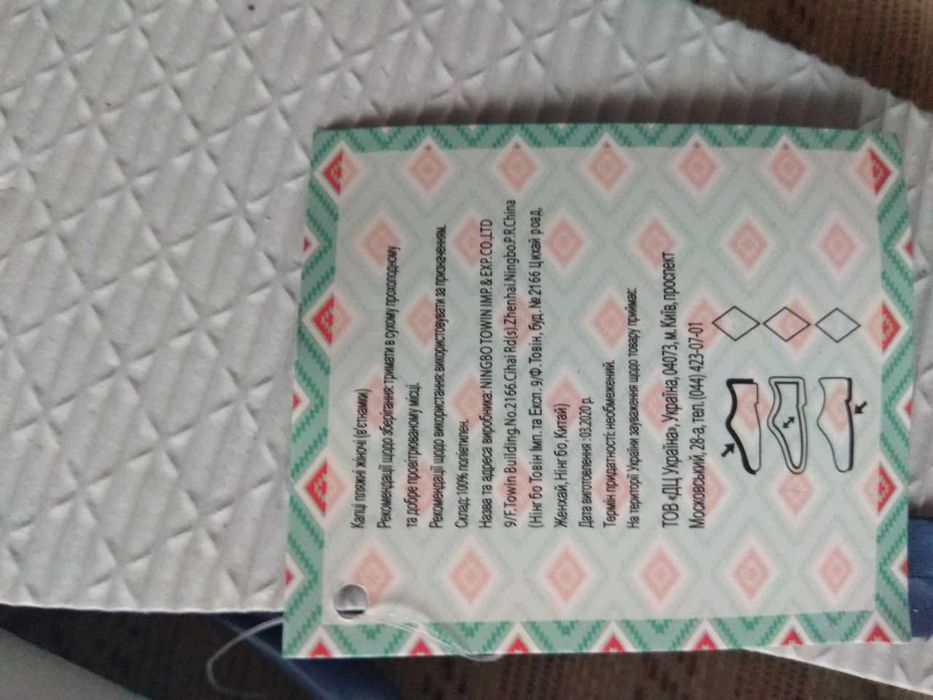 Капці пляжні жіночі (в'єтнамки)
Рекомендації щодо зберігання: тримати в сухому прохолодному
та добре провітрюваному місці.
Рекомендації щодо використання: використовувати за призначенням.
Склад: 100% поліетилен.
Назва та адреса виробника: NINGBO TOWIN IMP. & EXP. CO.,LTD
9/F.Towin Building.No.2166.Cihai Rd(s).Zhenhai.Ningbo.P.R.China
(Нінг бо Товін Імп. та Експ. 9/Ф. Товін, буд. № 2166 Цихай роад,
Женхай, Нінг бо, Китай)
Дата виготовлення :03.2020 р.
Термін придатності: необмежений.
На території України зауваження щодо товару приймає:
ТОВ «ДЦ Україна», Україна, 04073, м. Київ, проспект
Московський, 28-а, тел. (044) 423-07-01